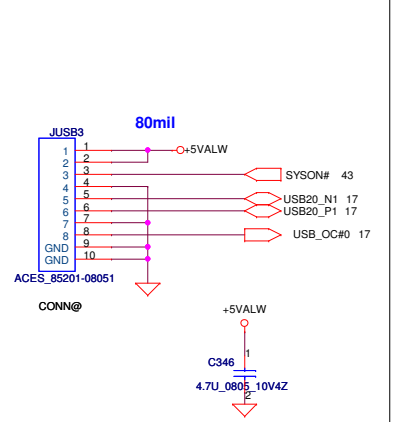 80mil
JUSB3
1 1 +5VALW
2 2
3 3 SYSON# 43
4 4
5 5 USB20_N1 17
6 6 USB20_P1 17
7 7
8 8 USB_OC#0 17
GND 9
GND 10
ACES_85201-08051
CONN@
+5VALW
1
C346
4.7U_0805_10V4Z
2